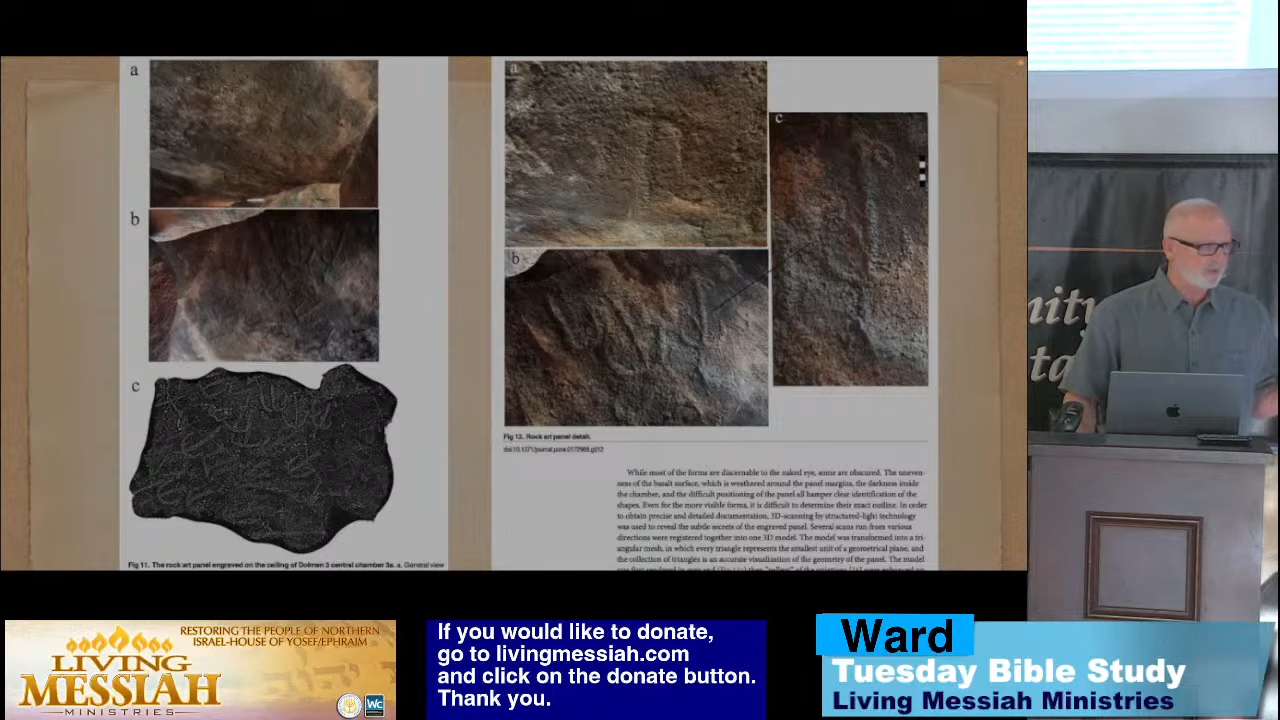 a
b
c
Fig 11. The rock art panel engraved on the ceiling of Dolmen 3 central chamber 3a. a. General view
a
b
c
Fig 12. Rock art panel detail.
doi:10.1371/journal.pone.0172969.g012
While most of the forms are discernable to the naked eye, some are obscured. The uneven-
ness of the basalt surface, which is weathered around the panel margins, the darkness inside
the chamber, and the difficult positioning of the panel all hamper clear identification of the
shapes. Even for the more visible forms, it is difficult to determine their exact outline. In order
to obtain precise and detailed documentation, 3D-scanning by structured-light technology
was used to reveal the subtle secrets of the engraved panel. Several scans run from various
directions were registered together into one 3D model. The model was transformed into a tri-
angular mesh, in which every triangle represents the smallest unit of a geometrical plane, and
the collection of triangles is an accurate visualization of the geometry of the panel. The model
nity
ta
RESTORING THE PEOPLE OF NORTHERN
ISRAEL-HOUSE OF YOSEF/EPHRAIM
LIVING
MESSIAH
MINISTRIES
Wc
If you would like to donate,
go to livingmessiah.com
and click on the donate button.
Thank you.
Ward
Tuesday Bible Study
Living Messiah Ministries